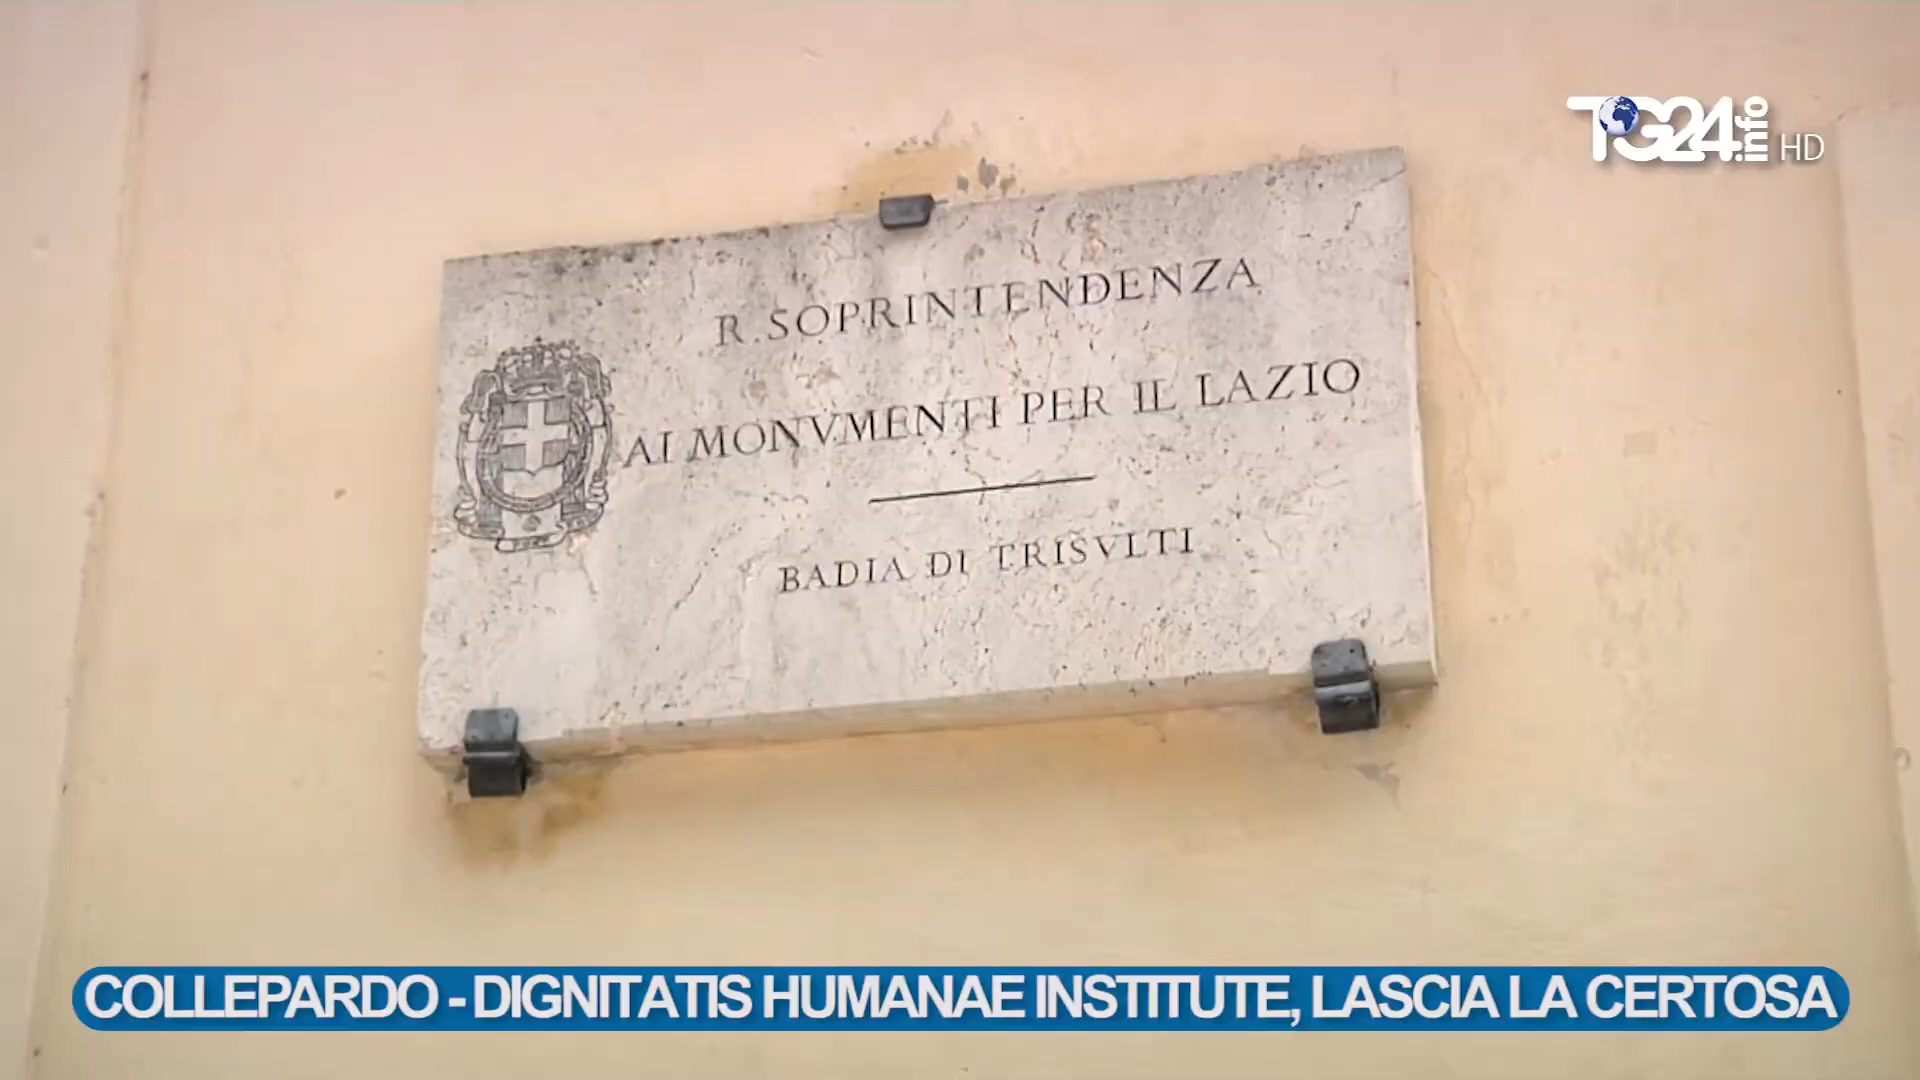 TG24.info HD
R. SOPRINTENDENZA
AI MONVMENTI PER IL LAZIO
BADIA DI TRISVLTI
COLLEPARDO - DIGNITATIS HUMANAE INSTITUTE, LASCIA LA CERTOSA